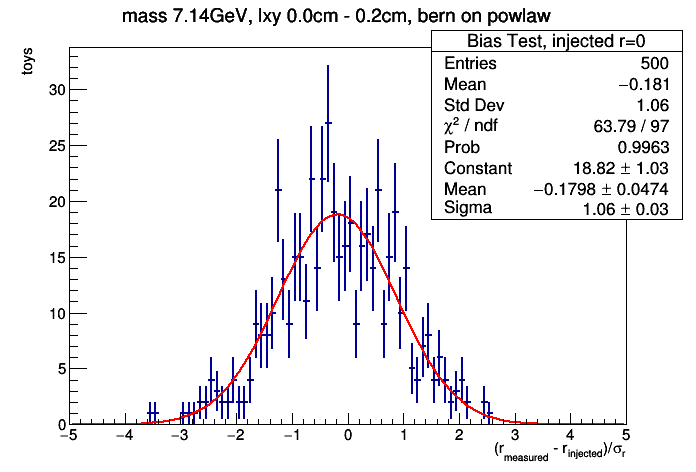 mass 7.14GeV, lxy 0.0cm - 0.2cm, bern on powlaw
Bias Test, injected r=0
Entries 500
Mean −0.181
Std Dev 1.06
χ² / ndf 63.79 / 97
Prob 0.9963
Constant 18.82 ± 1.03
Mean −0.1798 ± 0.0474
Sigma 1.06 ± 0.03
toys
30
25
20
15
10
5
0
−5 −4 −3 −2 −1 0 1 2 3 4 5
(r_measured - r_injected)/σ_r